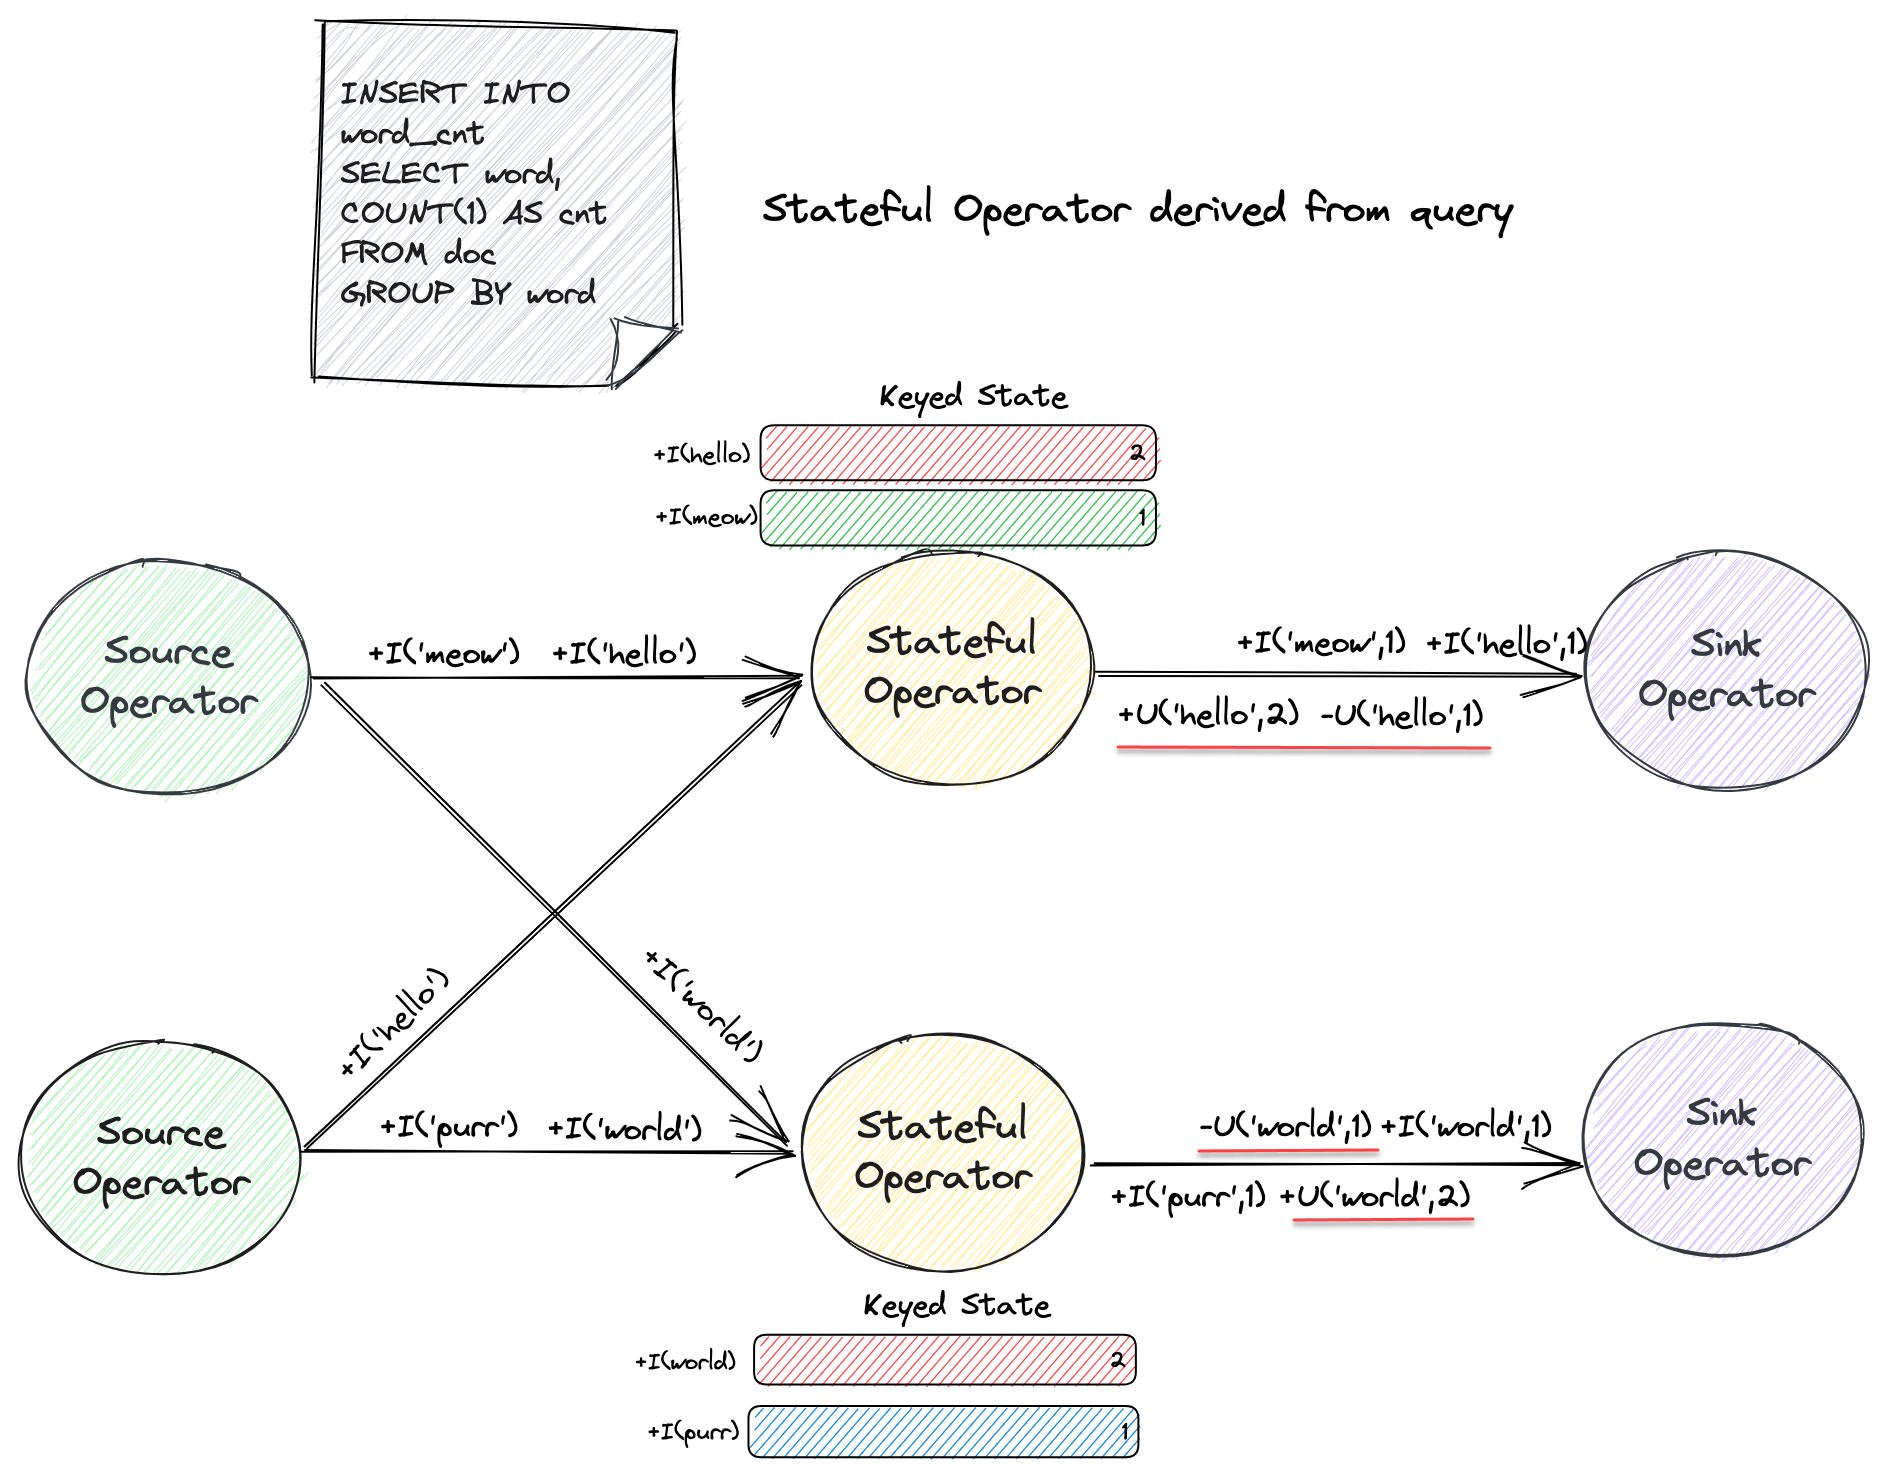 INSERT INTO
word_cnt
SELECT word,
COUNT(1) AS cnt
FROM doc
GROUP BY word
Stateful Operator derived from query
Keyed State
+I(hello) 2
+I(meow) 1
Source
Operator
+I('meow') +I('hello')
Stateful
Operator
+I('meow',1) +I('hello',1)
+U('hello',2) -U('hello',1)
Sink
Operator
+I('hello')
+I('world')
Source
Operator
+I('purr') +I('world')
Stateful
Operator
-U('world',1) +I('world',1)
+I('purr',1) +U('world',2)
Sink
Operator
Keyed State
+I(world) 2
+I(purr) 1